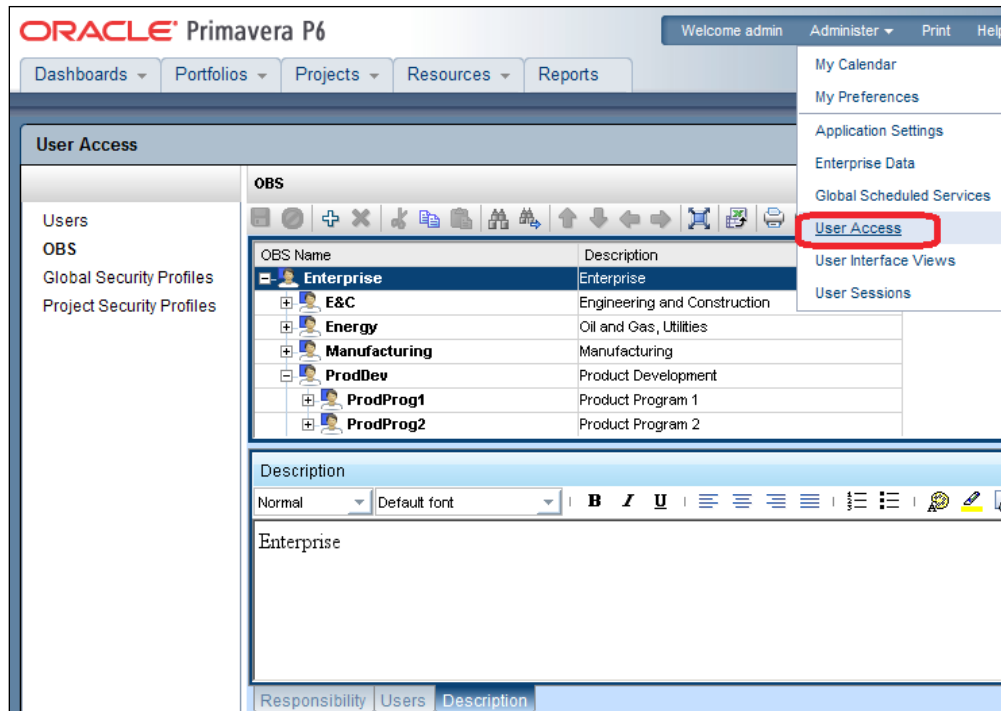 ORACLE Primavera P6
Welcome admin Administer Print Help
Dashboards Portfolios Projects Resources Reports
My Calendar
My Preferences
Application Settings
Enterprise Data
Global Scheduled Services
User Access
User Interface Views
User Sessions
User Access
Users
OBS
Global Security Profiles
Project Security Profiles
OBS
OBS Name Description
Enterprise Enterprise
E&C Engineering and Construction
Energy Oil and Gas, Utilities
Manufacturing Manufacturing
ProdDev Product Development
ProdProg1 Product Program 1
ProdProg2 Product Program 2
Description
Normal Default font B I U
Enterprise
Responsibility Users Description